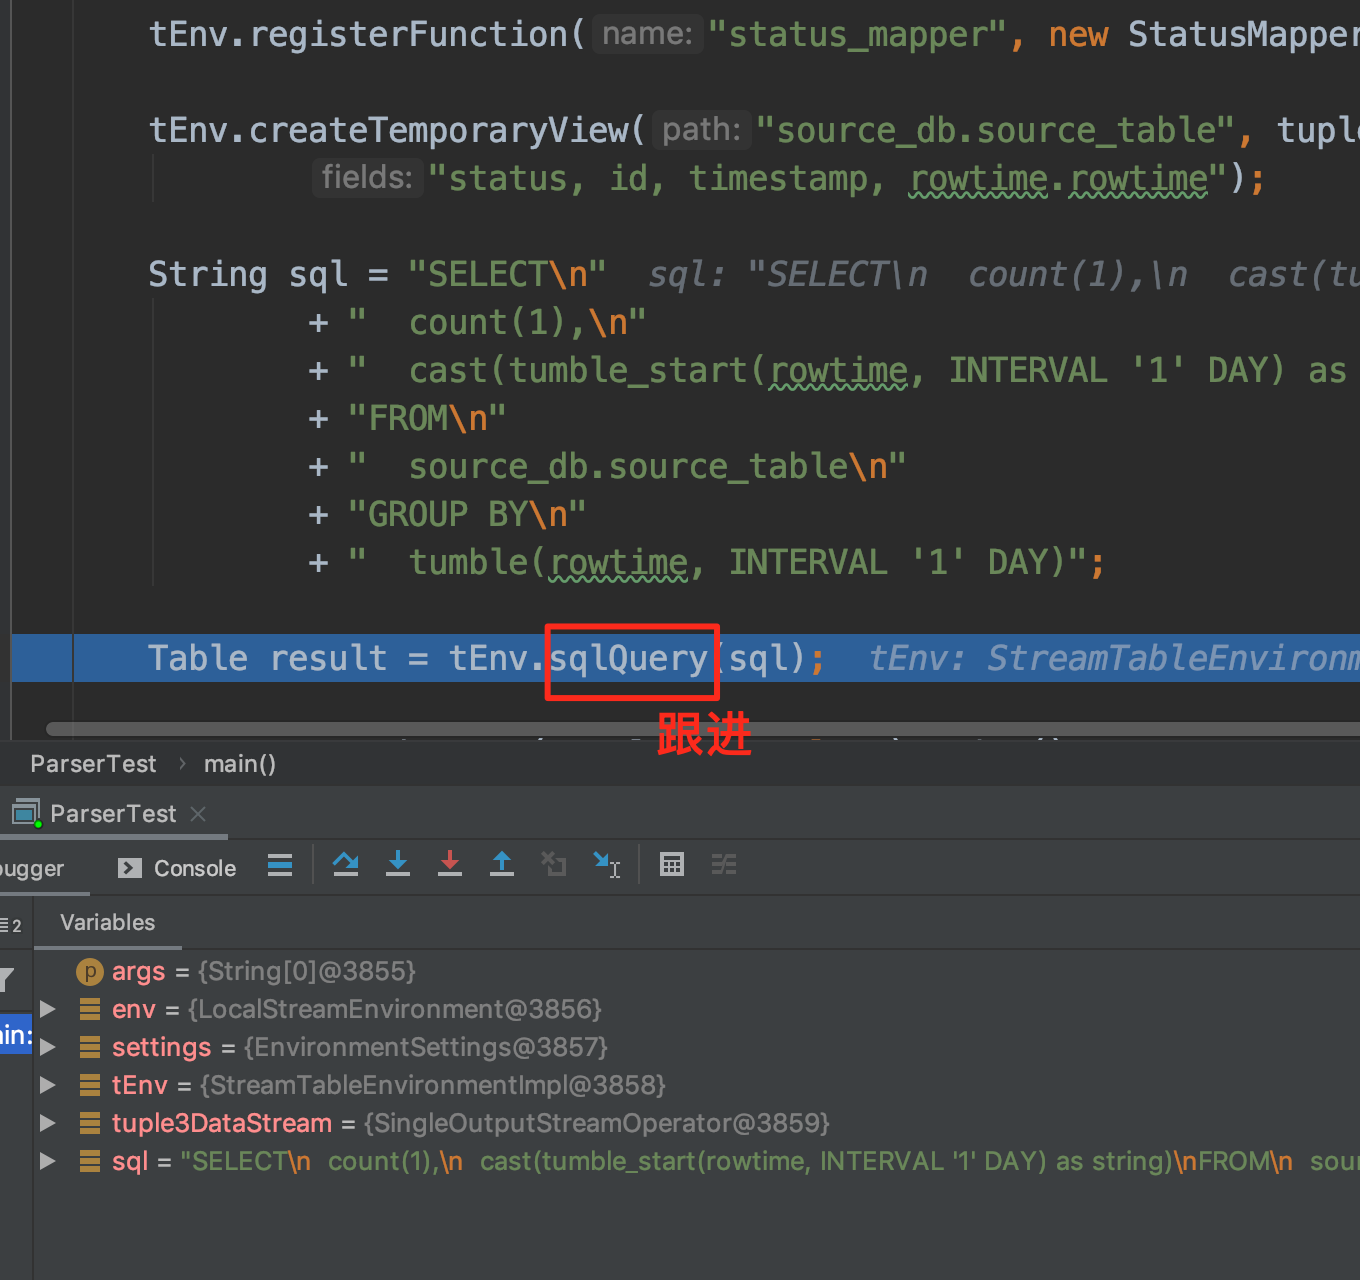 tEnv.registerFunction( name: "status_mapper", new StatusMapper
tEnv.createTemporaryView( path: "source_db.source_table", tuple
fields: "status, id, timestamp, rowtime.rowtime");
String sql = "SELECT\n" sql: "SELECT\n count(1),\n cast(tu
+ " count(1),\n"
+ " cast(tumble_start(rowtime, INTERVAL '1' DAY) as
+ "FROM\n"
+ " source_db.source_table\n"
+ "GROUP BY\n"
+ " tumble(rowtime, INTERVAL '1' DAY)";
Table result = tEnv.sqlQuery(sql); tEnv: StreamTableEnvironm
跟进
ParserTest › main()
ParserTest ×
bugger Console
2 Variables
p args = {String[0]@3855}
env = {LocalStreamEnvironment@3856}
in: settings = {EnvironmentSettings@3857}
tEnv = {StreamTableEnvironmentImpl@3858}
tuple3DataStream = {SingleOutputStreamOperator@3859}
sql = "SELECT\n count(1),\n cast(tumble_start(rowtime, INTERVAL '1' DAY) as string)\nFROM\n sour